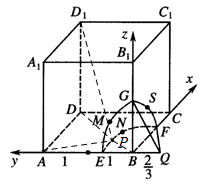 D₁ C₁
A₁ z B₁ x
D G S C
M N F
P
y A 1 E 1 B 2/3 Q